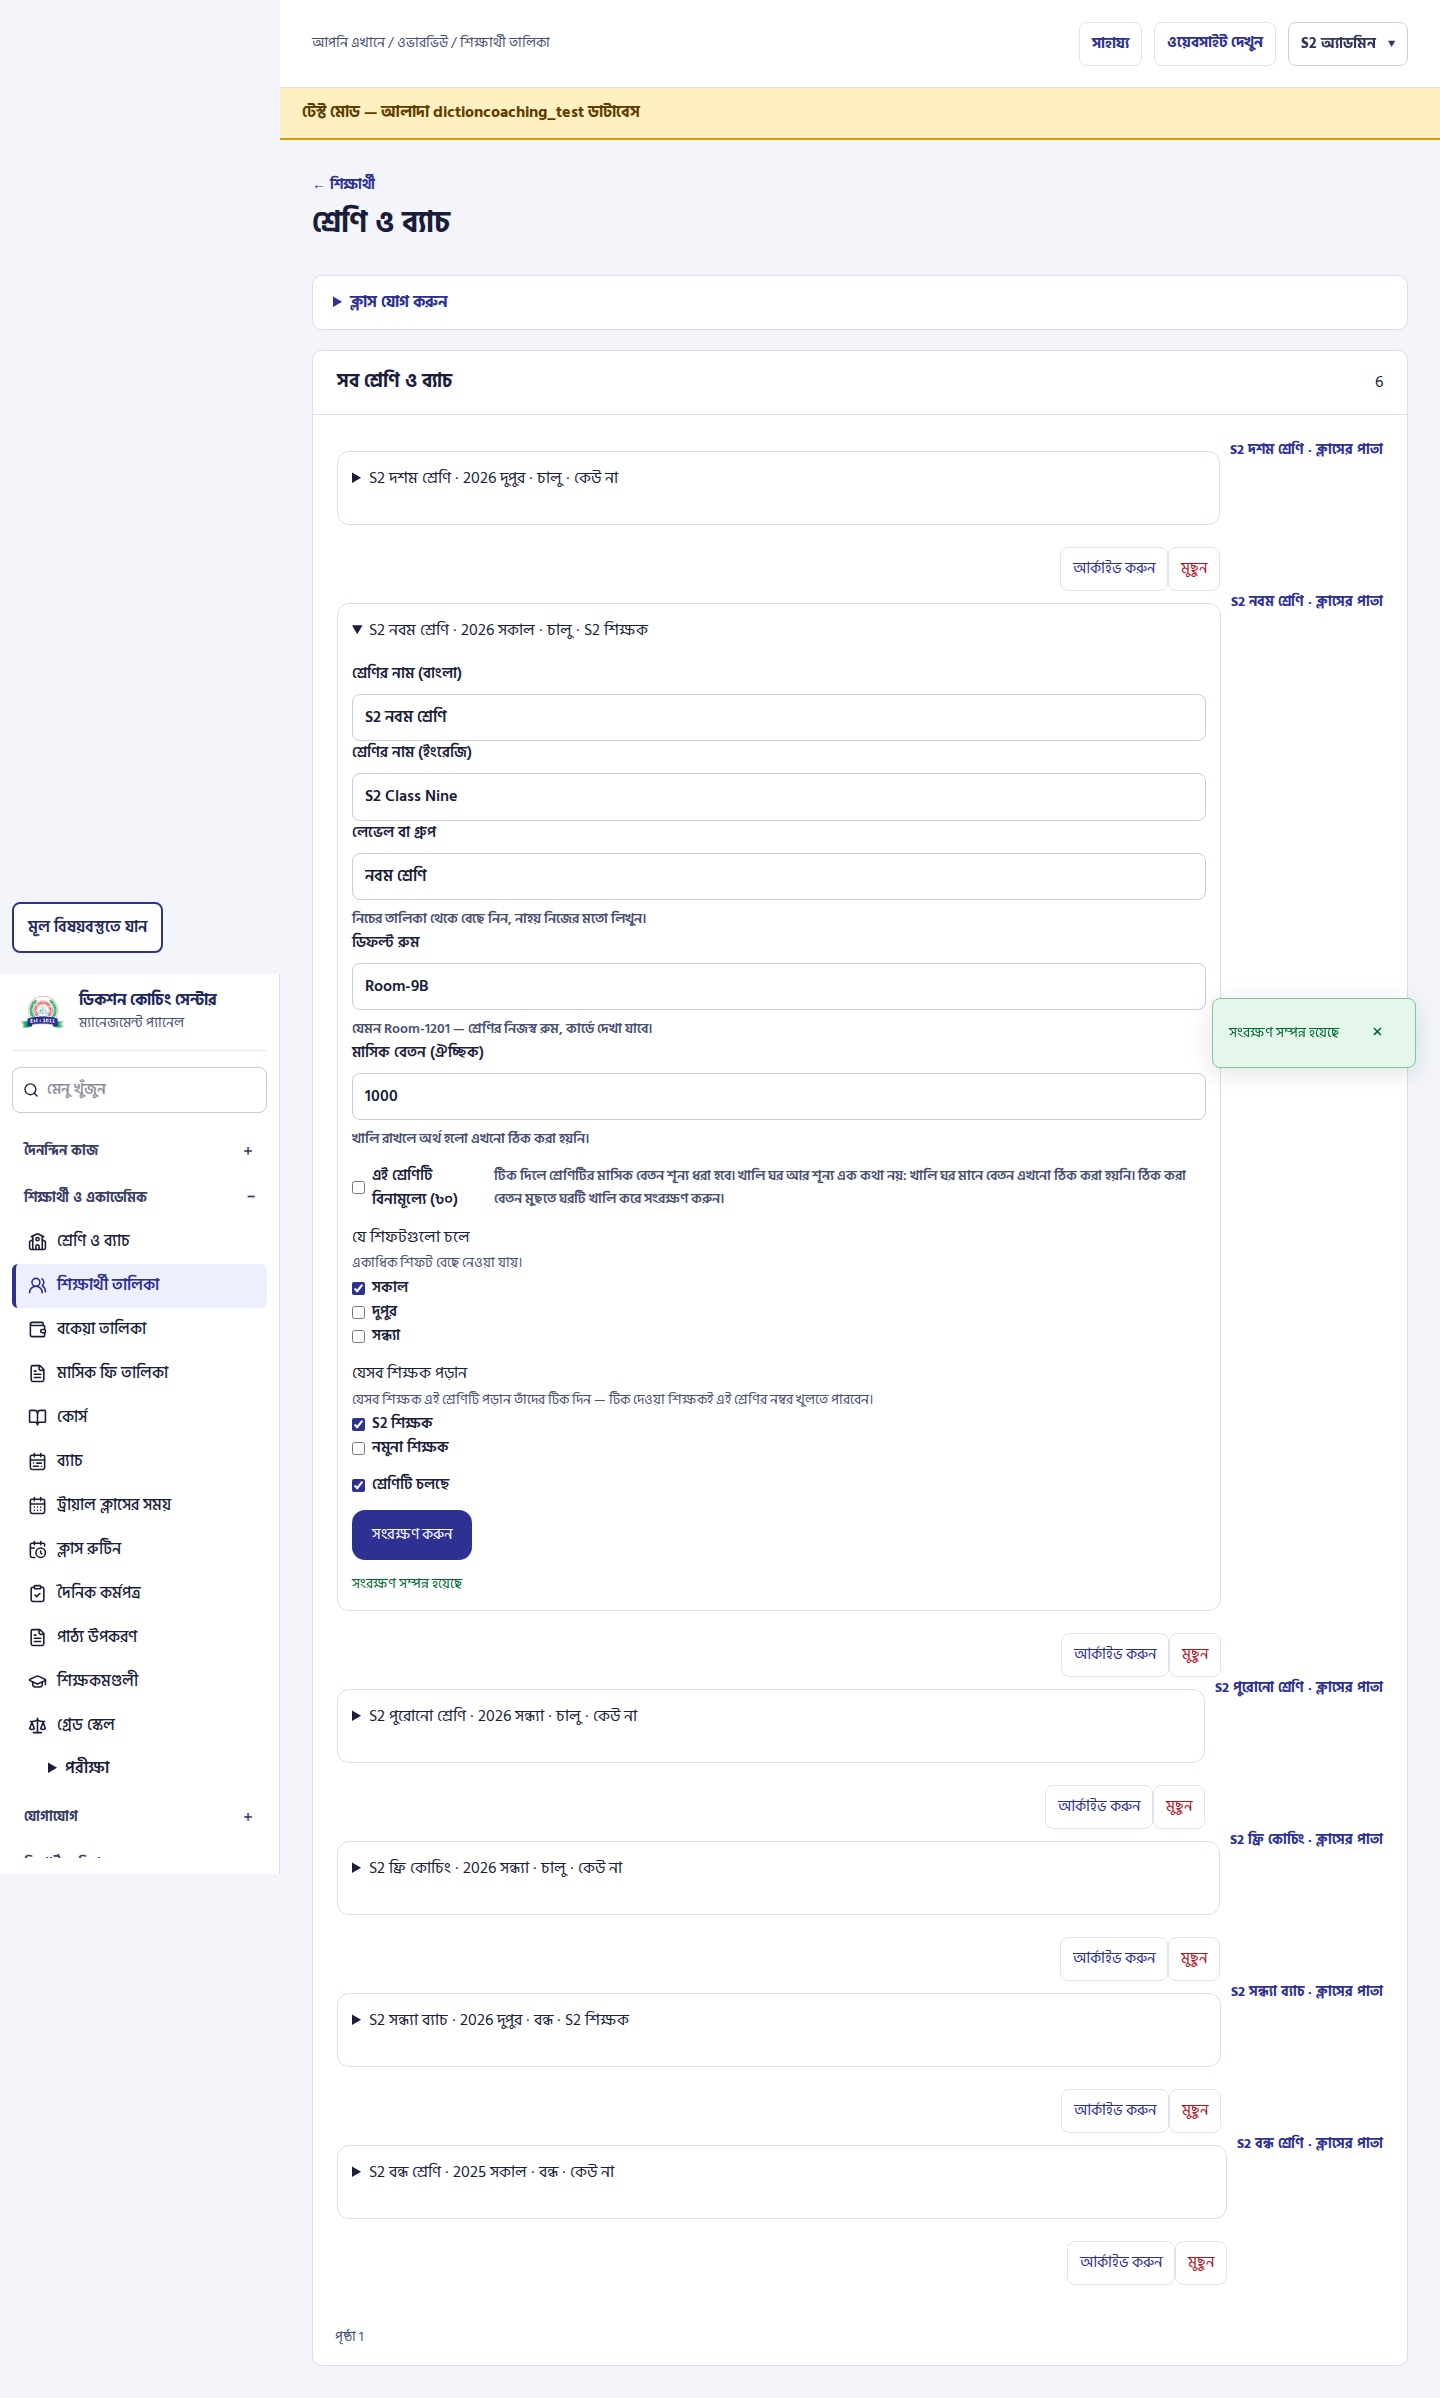 আপনি এখানে / ওভারভিউ / শিক্ষার্থী তালিকা
সাহায্য
ওয়েবসাইট দেখুন
S2 অ্যাডমিন ▾
টেস্ট মোড — আলাদা dictioncoaching_test ডাটাবেস
← শিক্ষার্থী
শ্রেণি ও ব্যাচ
ক্লাস যোগ করুন
সব শ্রেণি ও ব্যাচ
6
S2 দশম শ্রেণি · ক্লাসের পাতা
S2 দশম শ্রেণি · 2026 দুপুর · চালু · কেউ না
আর্কাইভ করুন
মুছুন
S2 নবম শ্রেণি · ক্লাসের পাতা
S2 নবম শ্রেণি · 2026 সকাল · চালু · S2 শিক্ষক
শ্রেণির নাম (বাংলা)
S2 নবম শ্রেণি
শ্রেণির নাম (ইংরেজি)
S2 Class Nine
লেভেল বা গ্রুপ
নবম শ্রেণি
নিচের তালিকা থেকে বেছে নিন, নাহয় নিজের মতো লিখুন।
ডিফল্ট রুম
Room-9B
যেমন Room-1201 — শ্রেণির নিজস্ব রুম, কার্ডে দেখা যাবে।
মাসিক বেতন (ঐচ্ছিক)
1000
খালি রাখলে অর্থ হলো এখনো ঠিক করা হয়নি।
এই শ্রেণিটি
বিনামূল্যে (৳০)
টিক দিলে শ্রেণিটির মাসিক বেতন শূন্য ধরা হবে। খালি ঘর আর শূন্য এক কথা নয়: খালি ঘর মানে বেতন এখনো ঠিক করা হয়নি। ঠিক করা
বেতন মুছতে ঘরটি খালি করে সংরক্ষণ করুন।
যে শিফটগুলো চলে
একাধিক শিফট বেছে নেওয়া যায়।
সকাল
দুপুর
সন্ধ্যা
যেসব শিক্ষক পড়ান
যেসব শিক্ষক এই শ্রেণিটি পড়ান তাঁদের টিক দিন — টিক দেওয়া শিক্ষকই এই শ্রেণির নম্বর খুলতে পারবেন।
S2 শিক্ষক
নমুনা শিক্ষক
শ্রেণিটি চলছে
সংরক্ষণ করুন
সংরক্ষণ সম্পন্ন হয়েছে
আর্কাইভ করুন
মুছুন
S2 পুরোনো শ্রেণি · ক্লাসের পাতা
S2 পুরোনো শ্রেণি · 2026 সন্ধ্যা · চালু · কেউ না
আর্কাইভ করুন
মুছুন
S2 ফ্রি কোচিং · ক্লাসের পাতা
S2 ফ্রি কোচিং · 2026 সন্ধ্যা · চালু · কেউ না
আর্কাইভ করুন
মুছুন
S2 সন্ধ্যা ব্যাচ · ক্লাসের পাতা
S2 সন্ধ্যা ব্যাচ · 2026 দুপুর · বন্ধ · S2 শিক্ষক
আর্কাইভ করুন
মুছুন
S2 বন্ধ শ্রেণি · ক্লাসের পাতা
S2 বন্ধ শ্রেণি · 2025 সকাল · বন্ধ · কেউ না
আর্কাইভ করুন
মুছুন
পৃষ্ঠা 1
সংরক্ষণ সম্পন্ন হয়েছে ×
মূল বিষয়বস্তুতে যান
Est : 2011
ডিকশন কোচিং সেন্টার
ম্যানেজমেন্ট প্যানেল
মেনু খুঁজুন
দৈনন্দিন কাজ +
শিক্ষার্থী ও একাডেমিক −
শ্রেণি ও ব্যাচ
শিক্ষার্থী তালিকা
বকেয়া তালিকা
মাসিক ফি তালিকা
কোর্স
ব্যাচ
ট্রায়াল ক্লাসের সময়
ক্লাস রুটিন
দৈনিক কর্মপত্র
পাঠ্য উপকরণ
শিক্ষকমণ্ডলী
গ্রেড স্কেল
পরীক্ষা
যোগাযোগ +